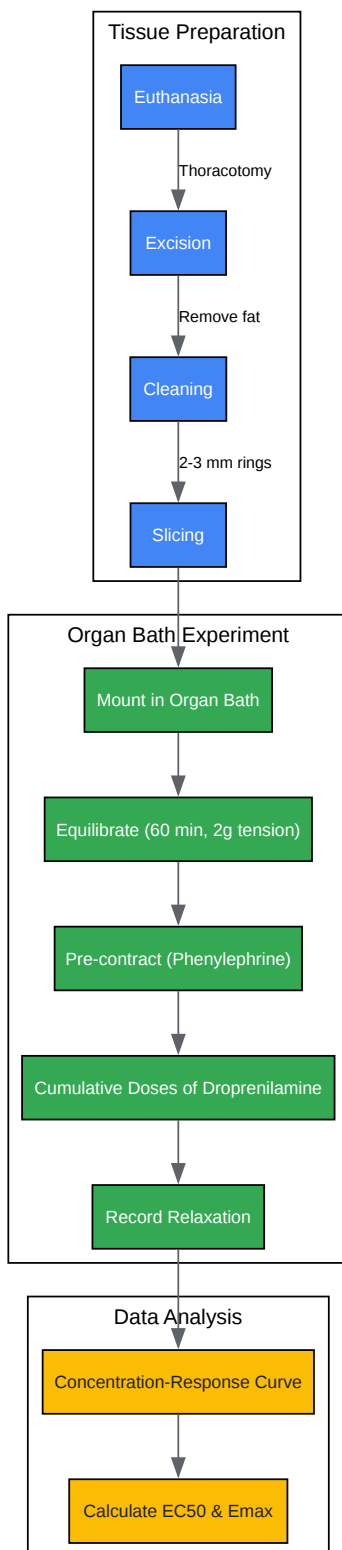 Tissue Preparation
Euthanasia
Thoracotomy
Excision
Remove fat
Cleaning
2-3 mm rings
Slicing
Organ Bath Experiment
Mount in Organ Bath
Equilibrate (60 min, 2g tension)
Pre-contract (Phenylephrine)
Cumulative Doses of Droprenilamine
Record Relaxation
Data Analysis
Concentration-Response Curve
Calculate EC50 & Emax